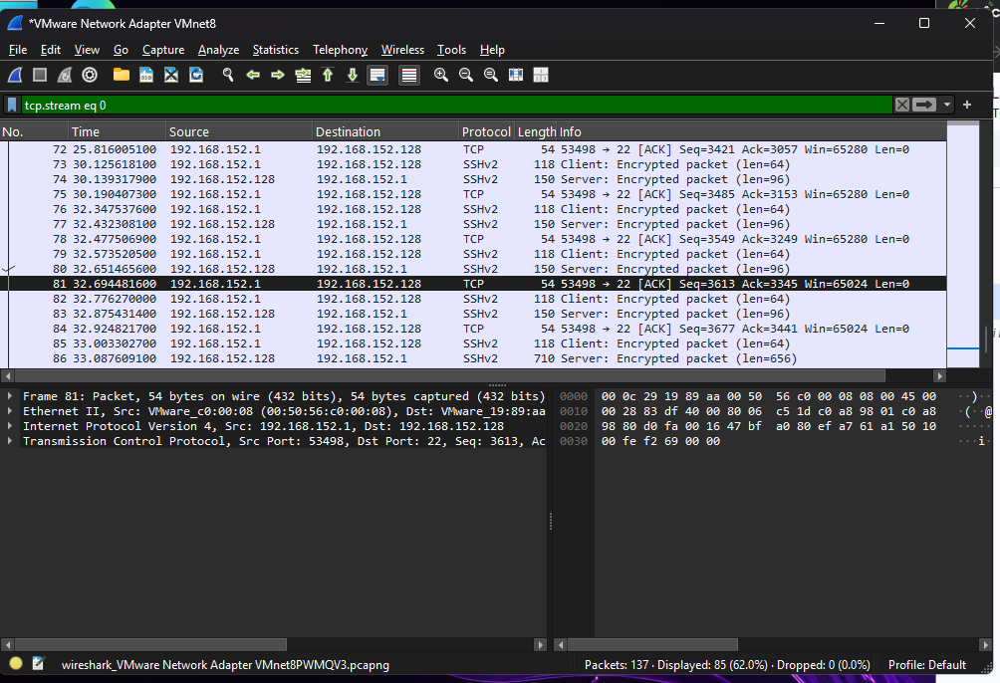 *VMware Network Adapter VMnet8
File Edit View Go Capture Analyze Statistics Telephony Wireless Tools Help
tcp.stream eq 0
No. Time Source Destination Protocol Length Info
72 25.816005100 192.168.152.1 192.168.152.128 TCP 54 53498 → 22 [ACK] Seq=3421 Ack=3057 Win=65280 Len=0
73 30.125618100 192.168.152.1 192.168.152.128 SSHv2 118 Client: Encrypted packet (len=64)
74 30.139317900 192.168.152.128 192.168.152.1 SSHv2 150 Server: Encrypted packet (len=96)
75 30.190407300 192.168.152.1 192.168.152.128 TCP 54 53498 → 22 [ACK] Seq=3485 Ack=3153 Win=65280 Len=0
76 32.347537600 192.168.152.1 192.168.152.128 SSHv2 118 Client: Encrypted packet (len=64)
77 32.432308100 192.168.152.128 192.168.152.1 SSHv2 150 Server: Encrypted packet (len=96)
78 32.477506900 192.168.152.1 192.168.152.128 TCP 54 53498 → 22 [ACK] Seq=3549 Ack=3249 Win=65280 Len=0
79 32.573520500 192.168.152.1 192.168.152.128 SSHv2 118 Client: Encrypted packet (len=64)
80 32.651465600 192.168.152.128 192.168.152.1 SSHv2 150 Server: Encrypted packet (len=96)
81 32.694481600 192.168.152.1 192.168.152.128 TCP 54 53498 → 22 [ACK] Seq=3613 Ack=3345 Win=65024 Len=0
82 32.776270000 192.168.152.1 192.168.152.128 SSHv2 118 Client: Encrypted packet (len=64)
83 32.875431400 192.168.152.128 192.168.152.1 SSHv2 150 Server: Encrypted packet (len=96)
84 32.924821700 192.168.152.1 192.168.152.128 TCP 54 53498 → 22 [ACK] Seq=3677 Ack=3441 Win=65024 Len=0
85 33.003302700 192.168.152.1 192.168.152.128 SSHv2 118 Client: Encrypted packet (len=64)
86 33.087609100 192.168.152.128 192.168.152.1 SSHv2 710 Server: Encrypted packet (len=656)
Frame 81: Packet, 54 bytes on wire (432 bits), 54 bytes captured (432 bits)
Ethernet II, Src: VMware_c0:00:08 (00:50:56:c0:00:08), Dst: VMware_19:89:aa
Internet Protocol Version 4, Src: 192.168.152.1, Dst: 192.168.152.128
Transmission Control Protocol, Src Port: 53498, Dst Port: 22, Seq: 3613, Ac
0000 00 0c 29 19 89 aa 00 50 56 c0 00 08 08 00 45 00 ··)··
0010 00 28 83 df 40 00 80 06 c5 1d c0 a8 98 01 c0 a8 ·(··@
0020 98 80 d0 fa 00 16 47 bf a0 80 ef a7 61 a1 50 10 ·····
0030 00 fe f2 69 00 00 ···i
wireshark_VMware Network Adapter VMnet8PWMQV3.pcapng
Packets: 137 · Displayed: 85 (62.0%) · Dropped: 0 (0.0%)
Profile: Default